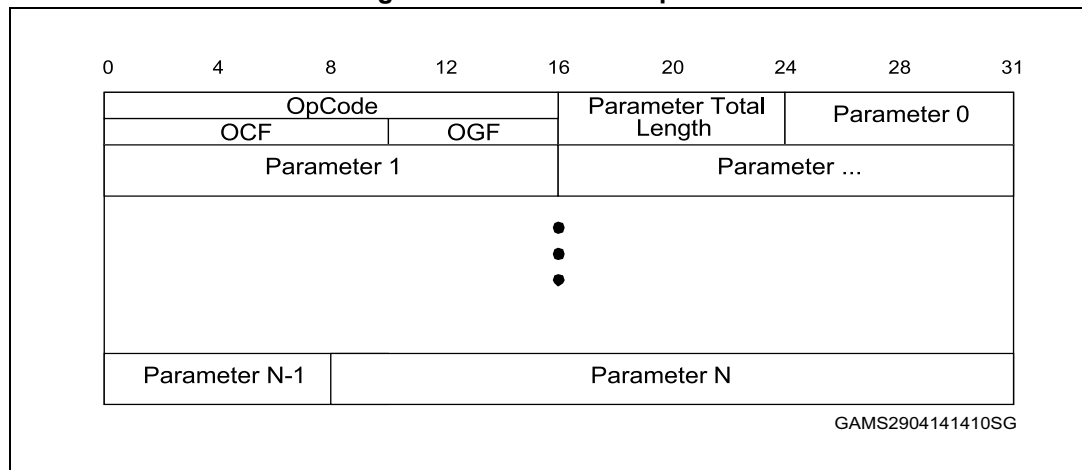 0 4 8 12 16 20 24 28 31
OpCode
Parameter Total
Length
Parameter 0
OCF OGF
Parameter 1 Parameter ...
Parameter N-1 Parameter N
GAMS2904141410SG